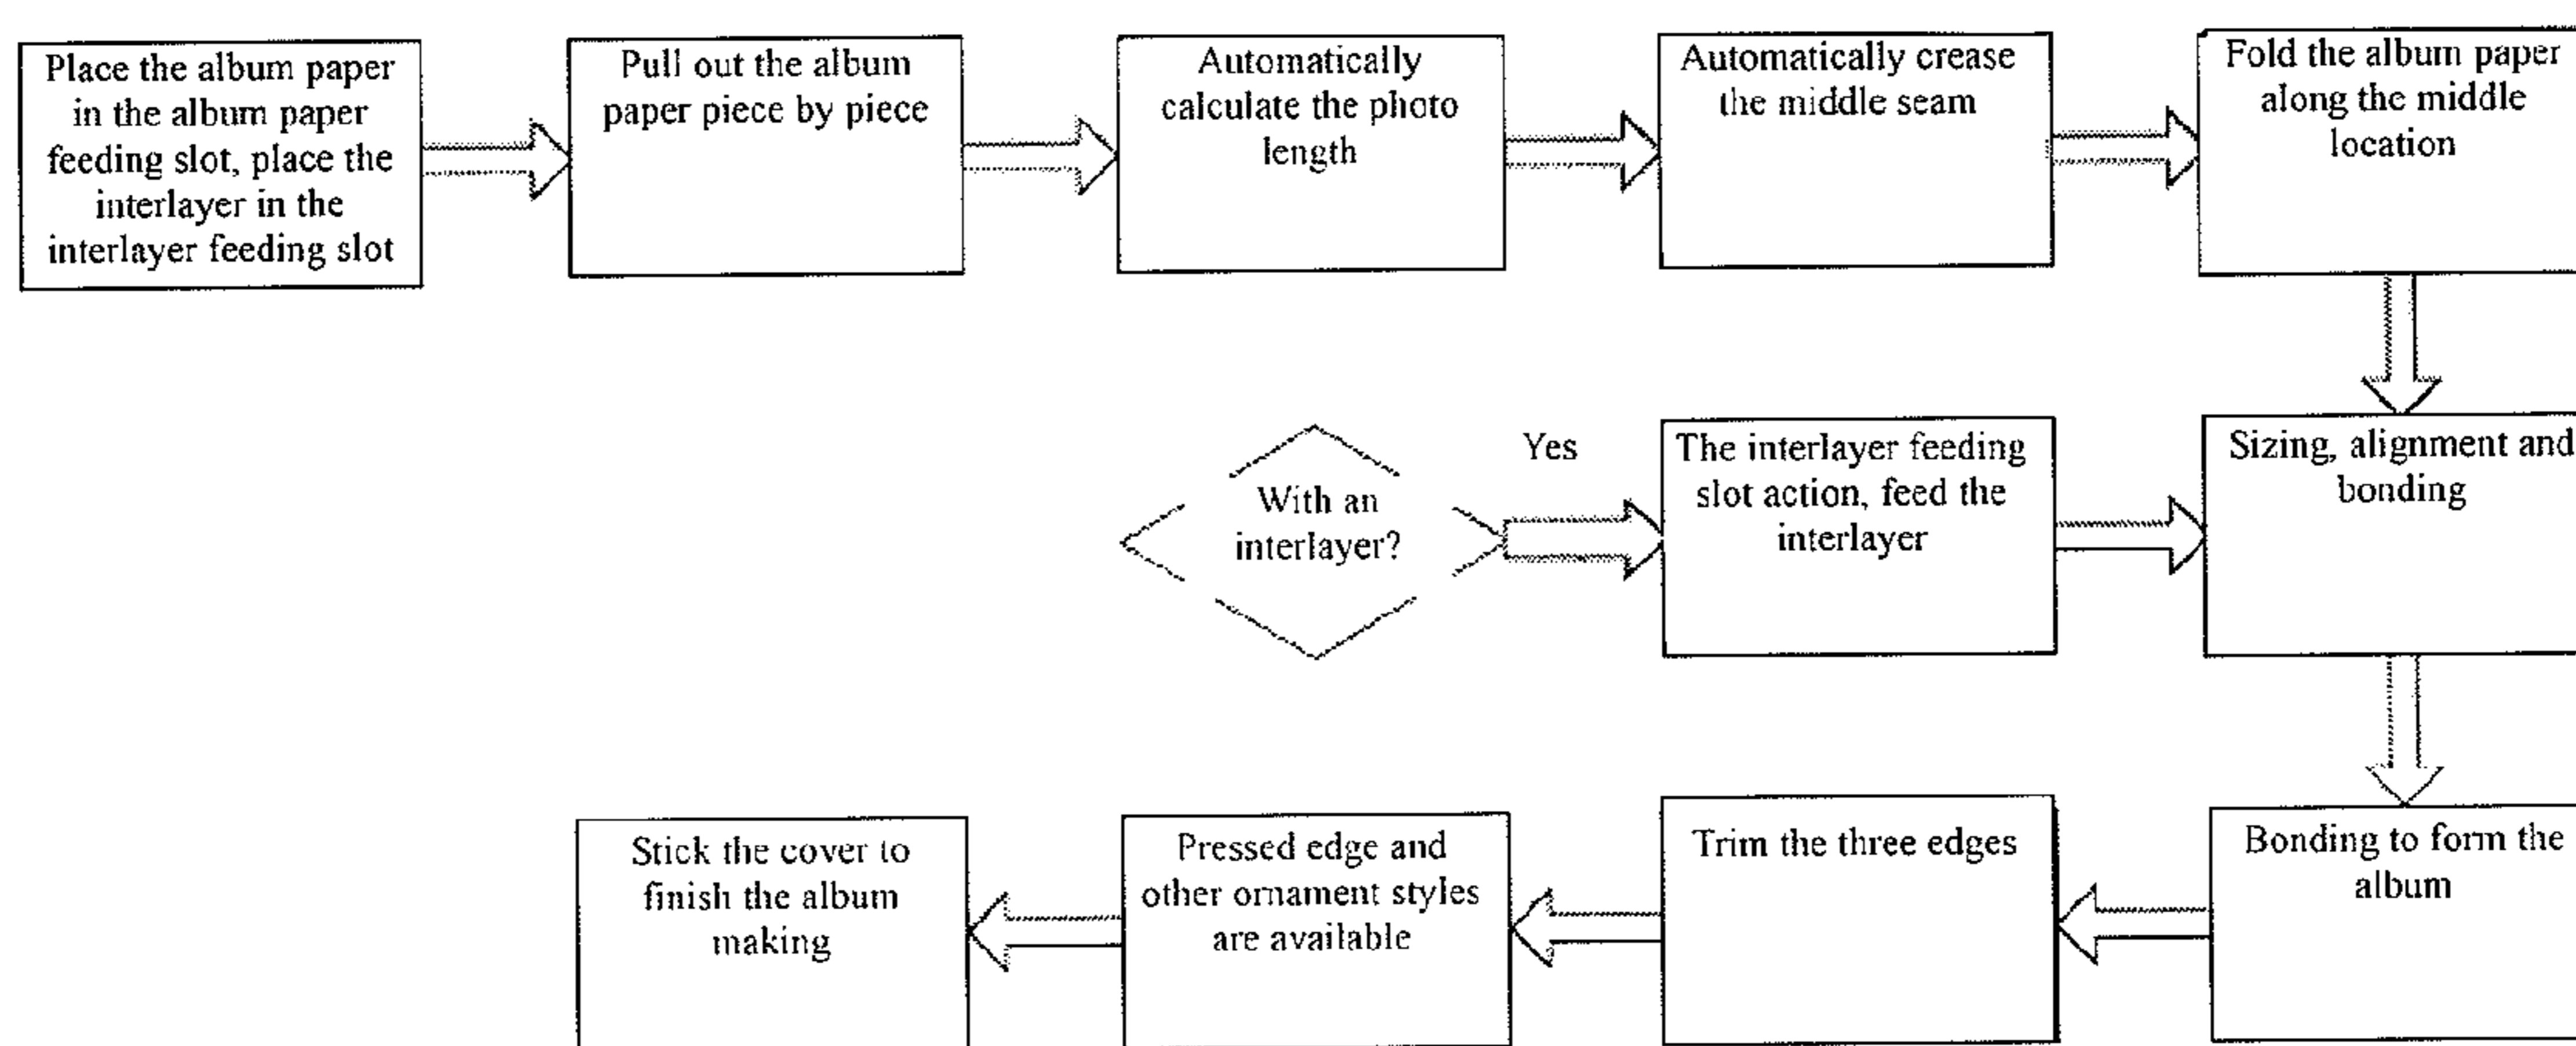 Place the album paper
in the album paper
feeding slot, place the
interlayer in the
interlayer feeding slot
Pull out the album
paper piece by piece
Automatically
calculate the photo
length
Automatically crease
the middle seam
Fold the album paper
along the middle
location
With an
interlayer?
Yes
The interlayer feeding
slot action, feed the
interlayer
Sizing, alignment and
bonding
Stick the cover to
finish the album
making
Pressed edge and
other ornament styles
are available
Trim the three edges
Bonding to form the
album